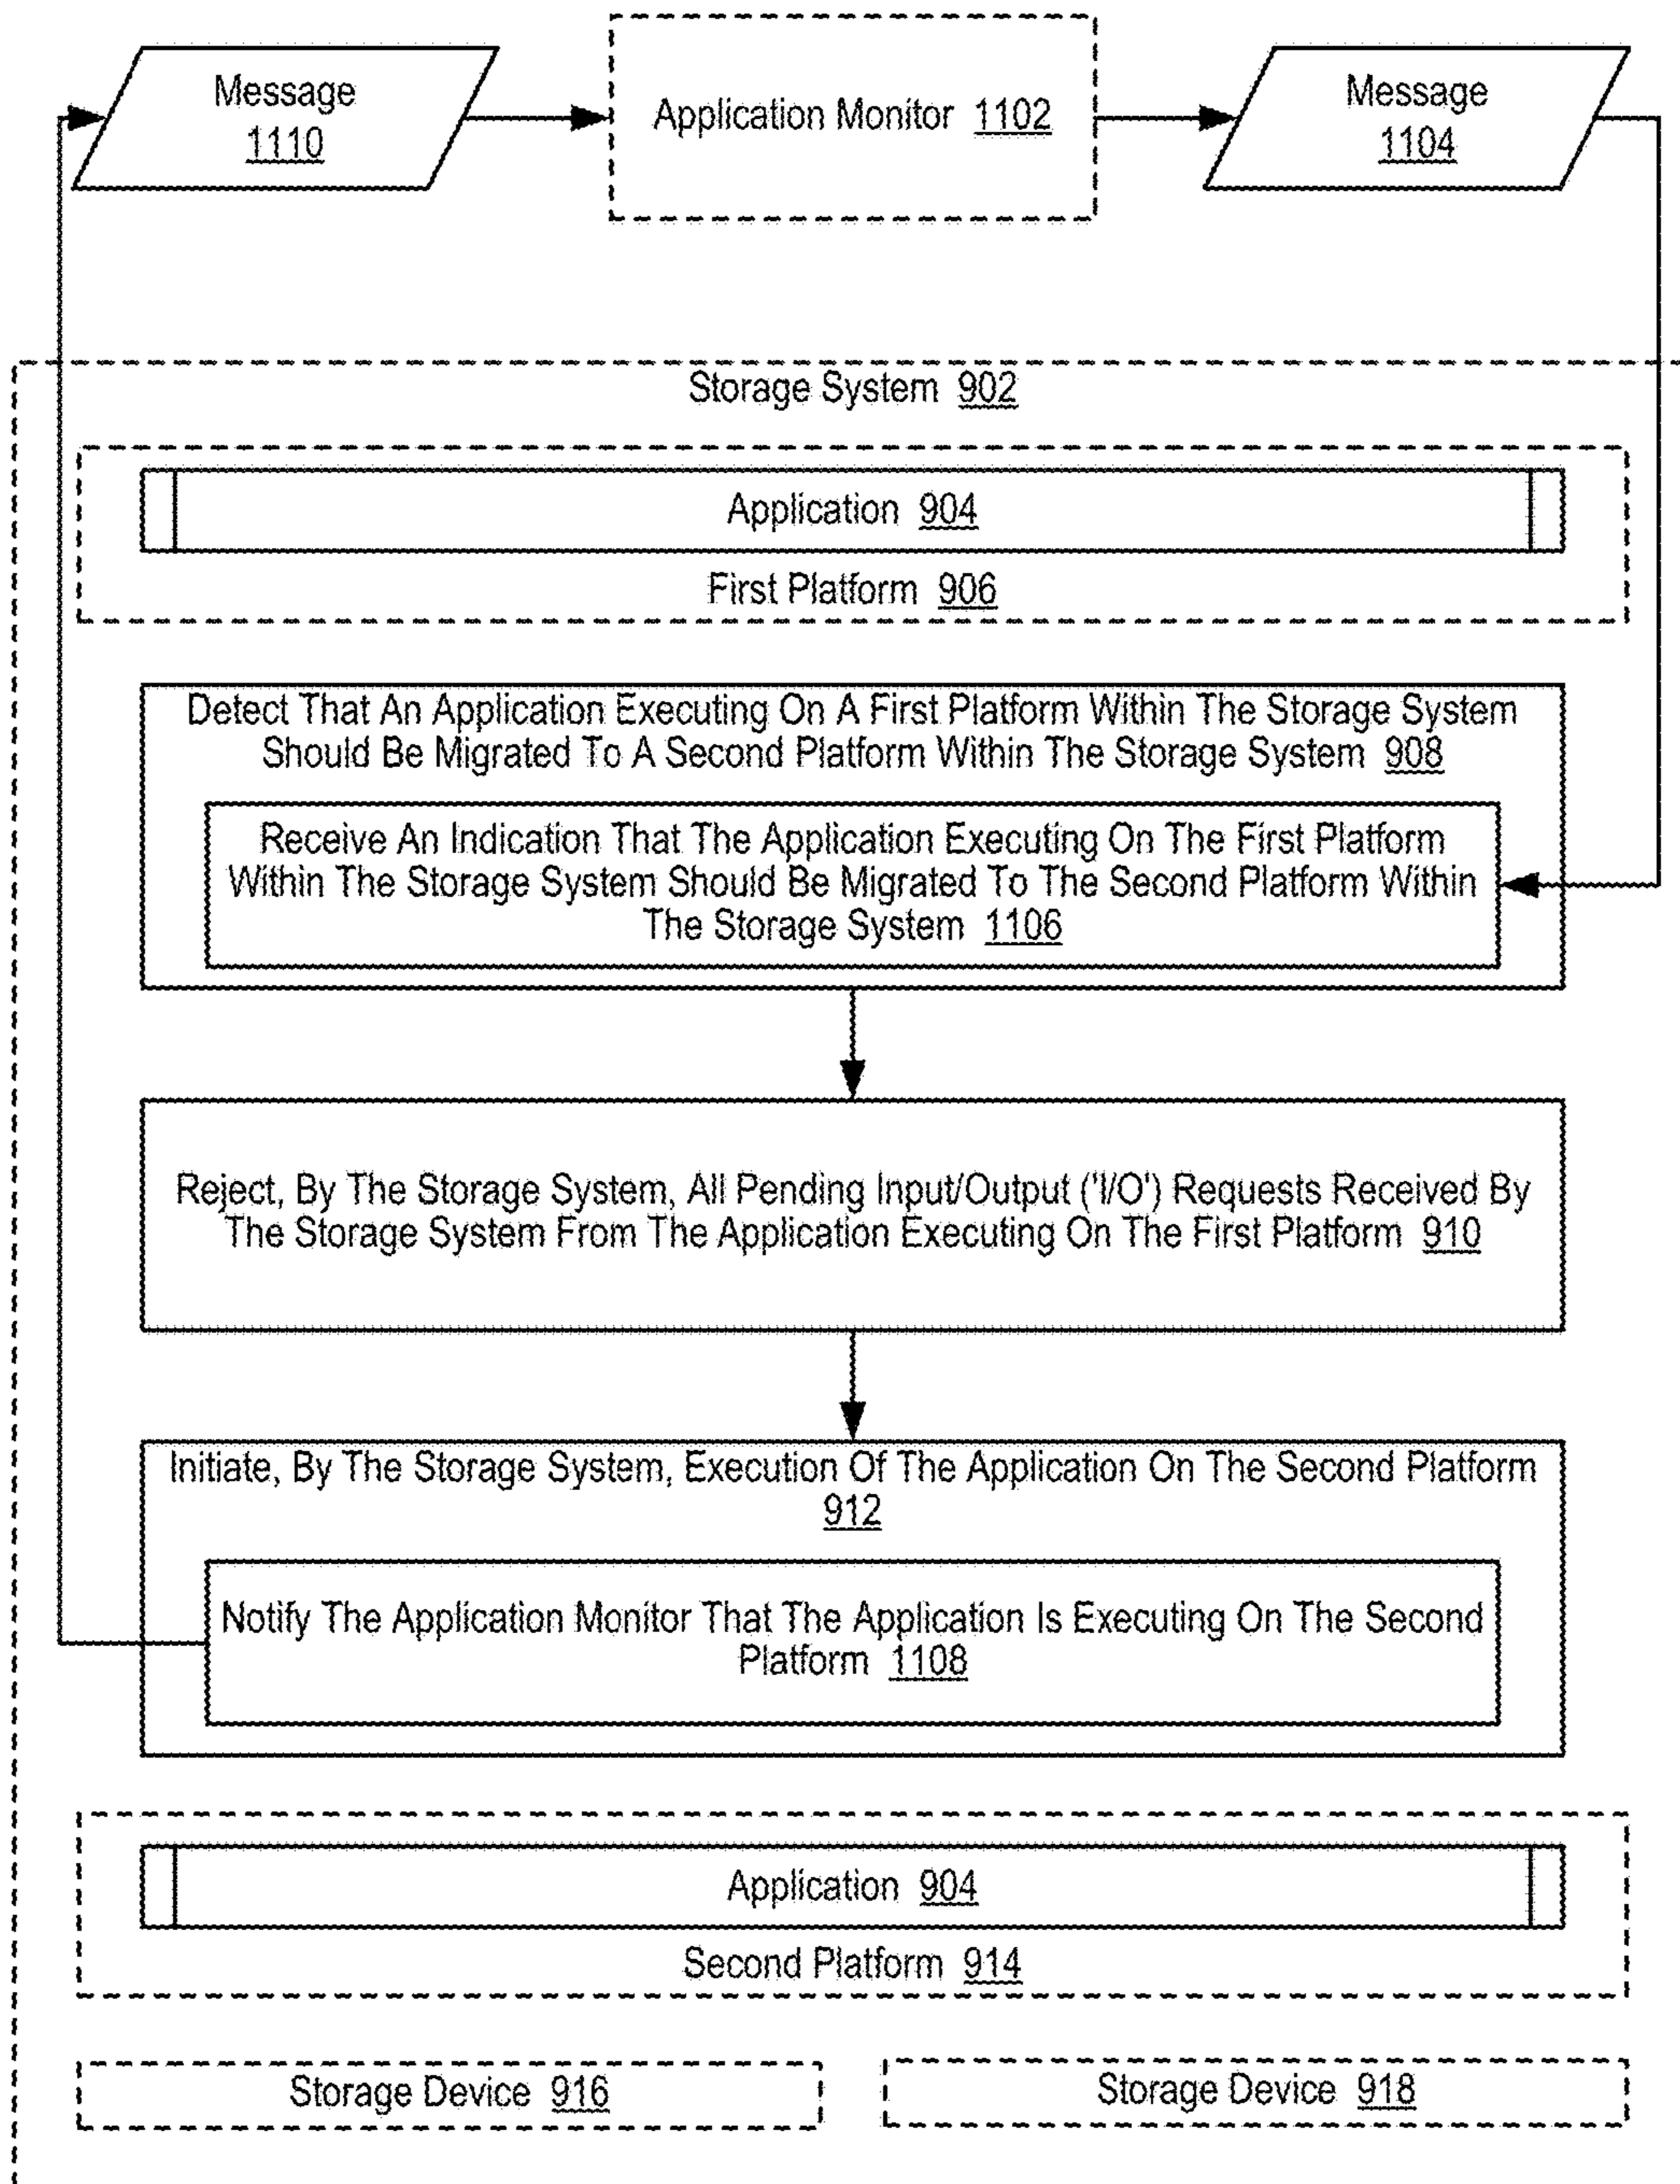 Message
1110
Application Monitor 1102
Message
1104
Storage System 902
Application 904
First Platform 906
Detect That An Application Executing On A First Platform Within The Storage System
Should Be Migrated To A Second Platform Within The Storage System 908
Receive An Indication That The Application Executing On The First Platform
Within The Storage System Should Be Migrated To The Second Platform Within
The Storage System 1106
Reject, By The Storage System, All Pending Input/Output ('I/O') Requests Received By
The Storage System From The Application Executing On The First Platform 910
Initiate, By The Storage System, Execution Of The Application On The Second Platform
912
Notify The Application Monitor That The Application Is Executing On The Second
Platform 1108
Application 904
Second Platform 914
Storage Device 916
Storage Device 918